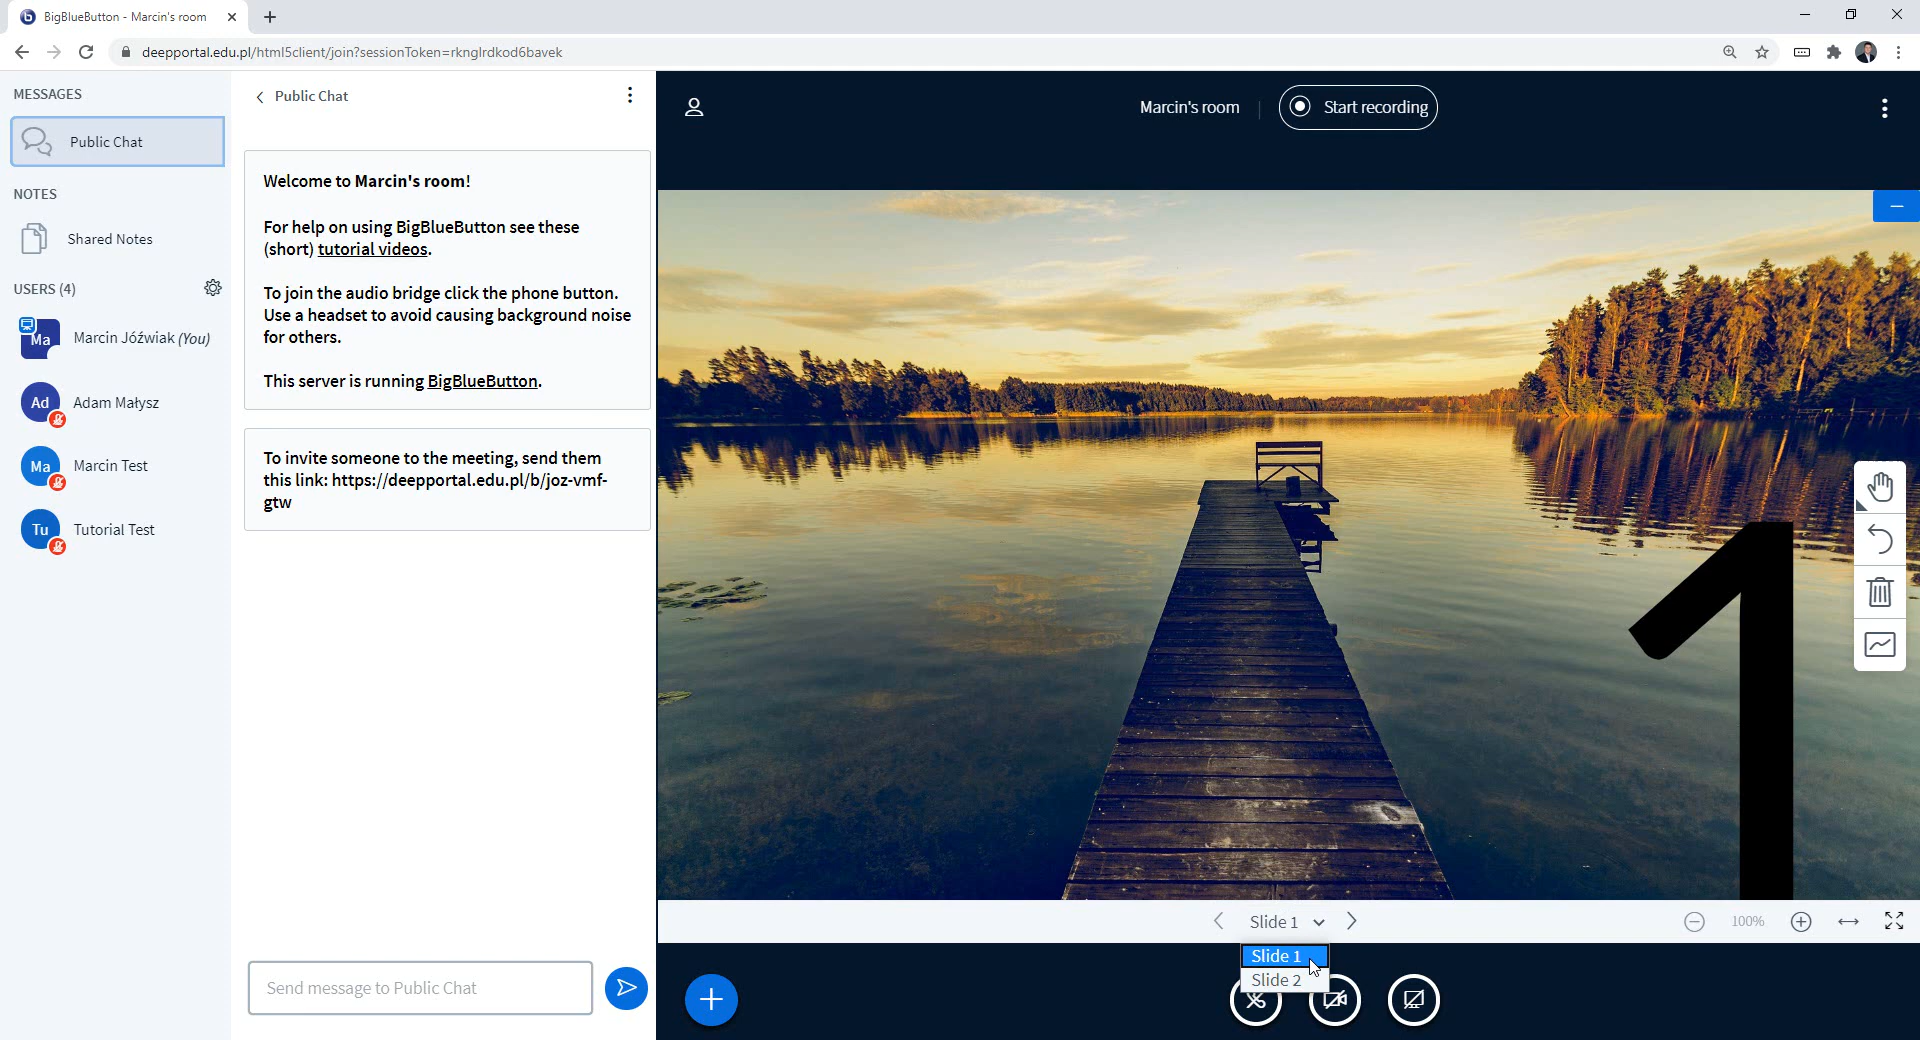 BigBlueButton - Marcin's room
deepportal.edu.pl/html5client/join?sessionToken=rknglrdkod6bavek
MESSAGES
Public Chat
NOTES
Shared Notes
USERS (4)
Ma
Marcin Jóźwiak (You)
Ad
Adam Małysz
Ma
Marcin Test
Tu
Tutorial Test
Public Chat
Welcome to Marcin's room!
For help on using BigBlueButton see these
(short) tutorial videos.
To join the audio bridge click the phone button.
Use a headset to avoid causing background noise
for others.
This server is running BigBlueButton.
To invite someone to the meeting, send them
this link: https://deepportal.edu.pl/b/joz-vmf-
gtw
Send message to Public Chat
Marcin's room
Start recording
1
Slide 1
100%
Slide 1
Slide 2